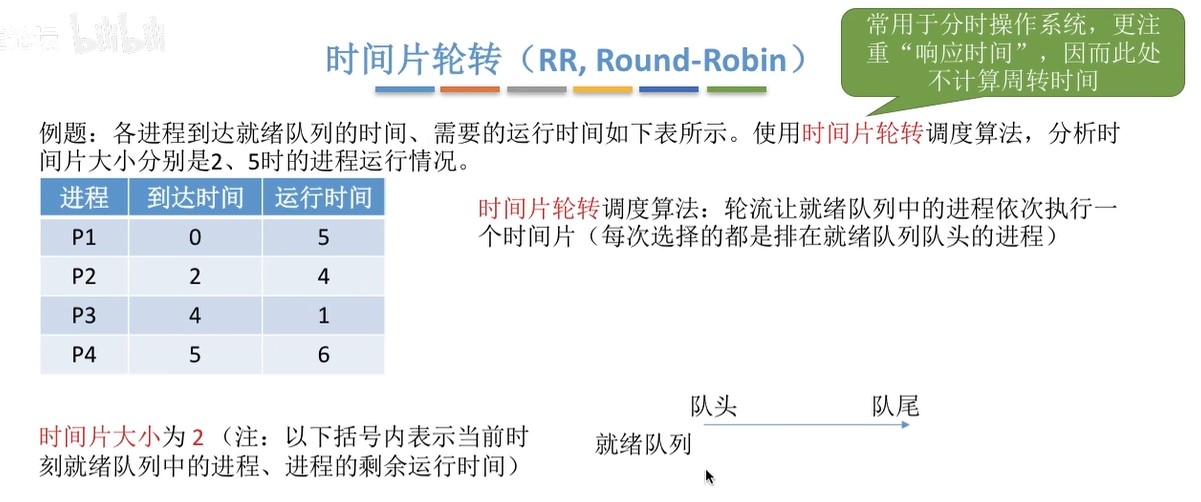 bilibili
时间片轮转（RR, Round-Robin）
常用于分时操作系统，更注
重“响应时间”，因而此处
不计算周转时间
例题：各进程到达就绪队列的时间、需要的运行时间如下表所示。使用时间片轮转调度算法，分析时
间片大小分别是2、5时的进程运行情况。
进程 到达时间 运行时间
P1 0 5
P2 2 4
P3 4 1
P4 5 6
时间片轮转调度算法：轮流让就绪队列中的进程依次执行一
个时间片（每次选择的都是排在就绪队列队头的进程）
队头 队尾
就绪队列
时间片大小为 2 （注：以下括号内表示当前时
刻就绪队列中的进程、进程的剩余运行时间）